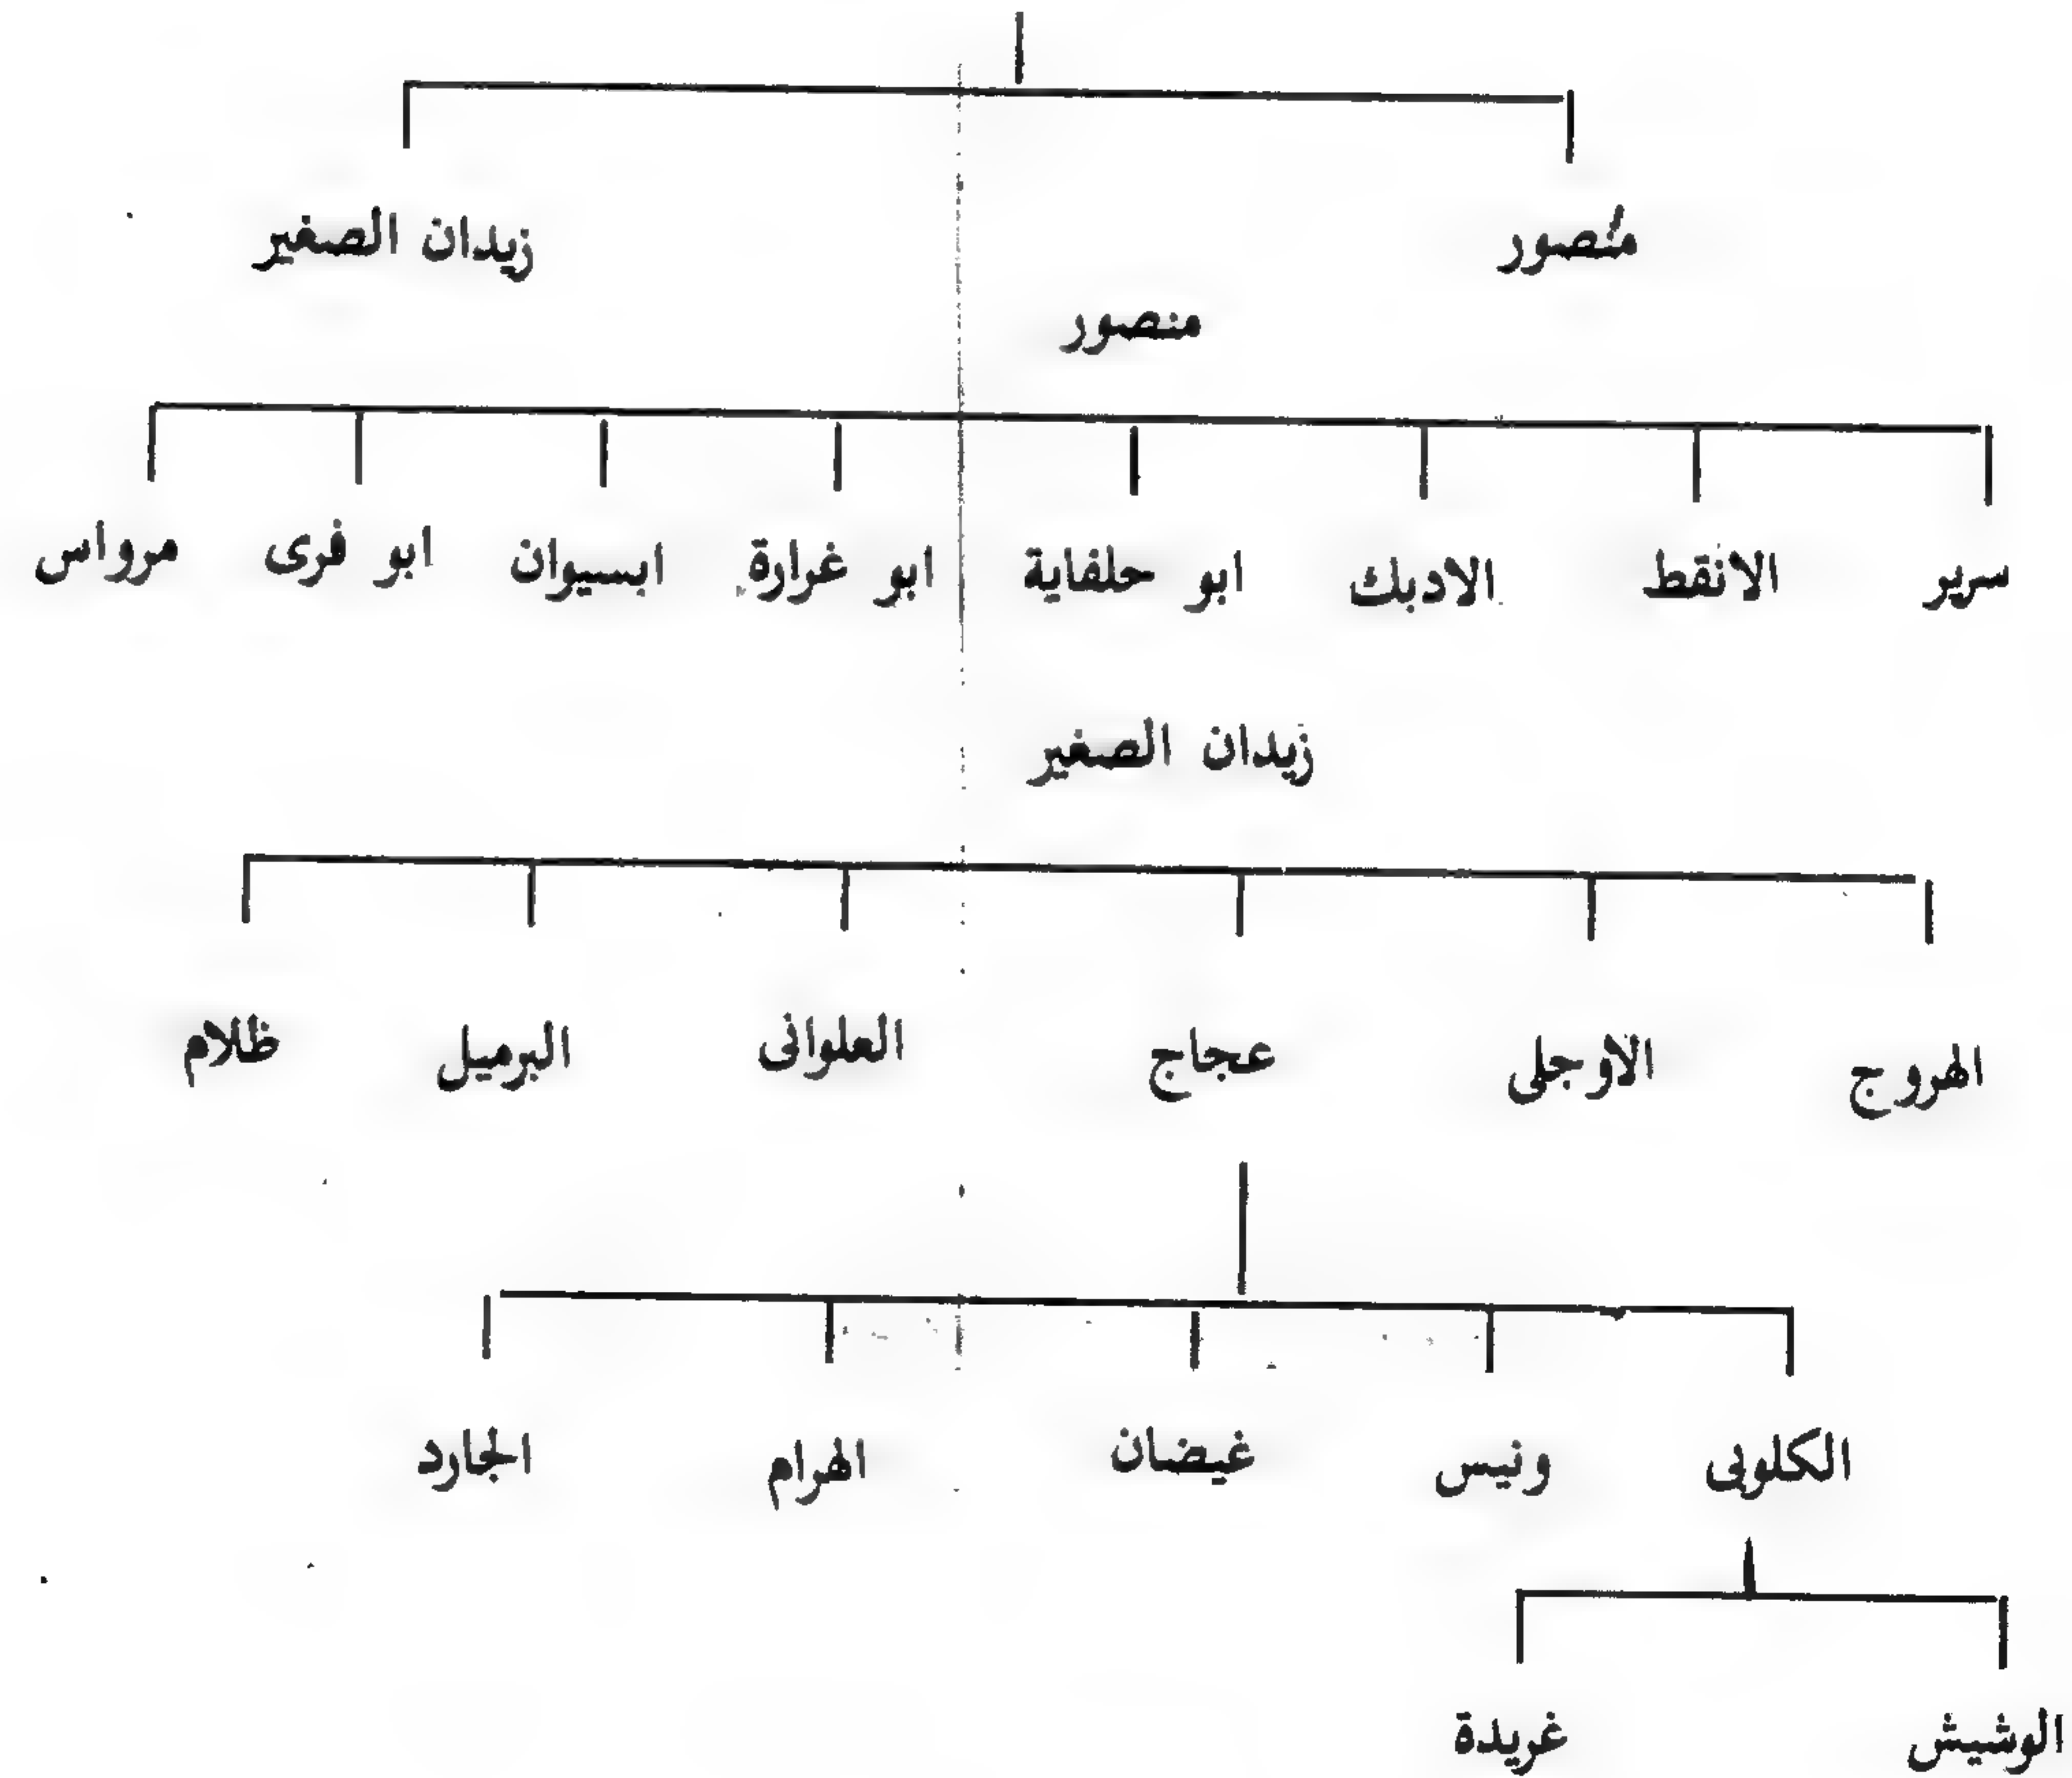 منصور زيدان الصغير
منصور
سرير الانقط الادبك ابو حلفاية ابو غرارة ابسيوان ابو فرى مرواس
زيدان الصغير
الهروج الاوجلى عجاج العلوانى البرميل ظلام
الكلوبى ونيس غيضان الهرام الجارد
الوشيش غريدة